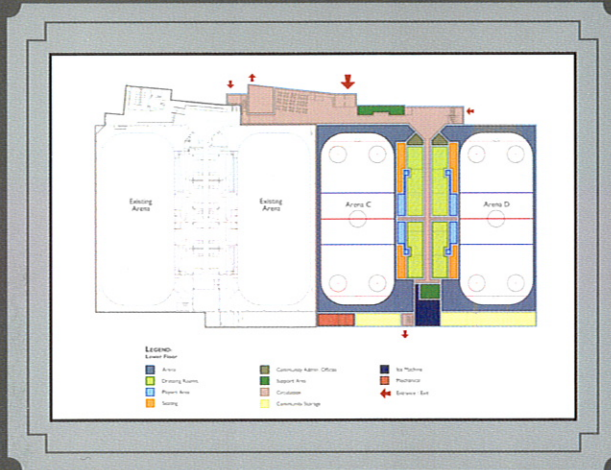 Existing
Arena
Existing
Arena
Arena C
Arena D
LEGEND:
Lower Floor
Arena
Dressing Rooms
Players Area
Seating
Community Admin. Offices
Support Area
Circulation
Community Storage
Ice Machine
Mechanical
Entrance / Exit